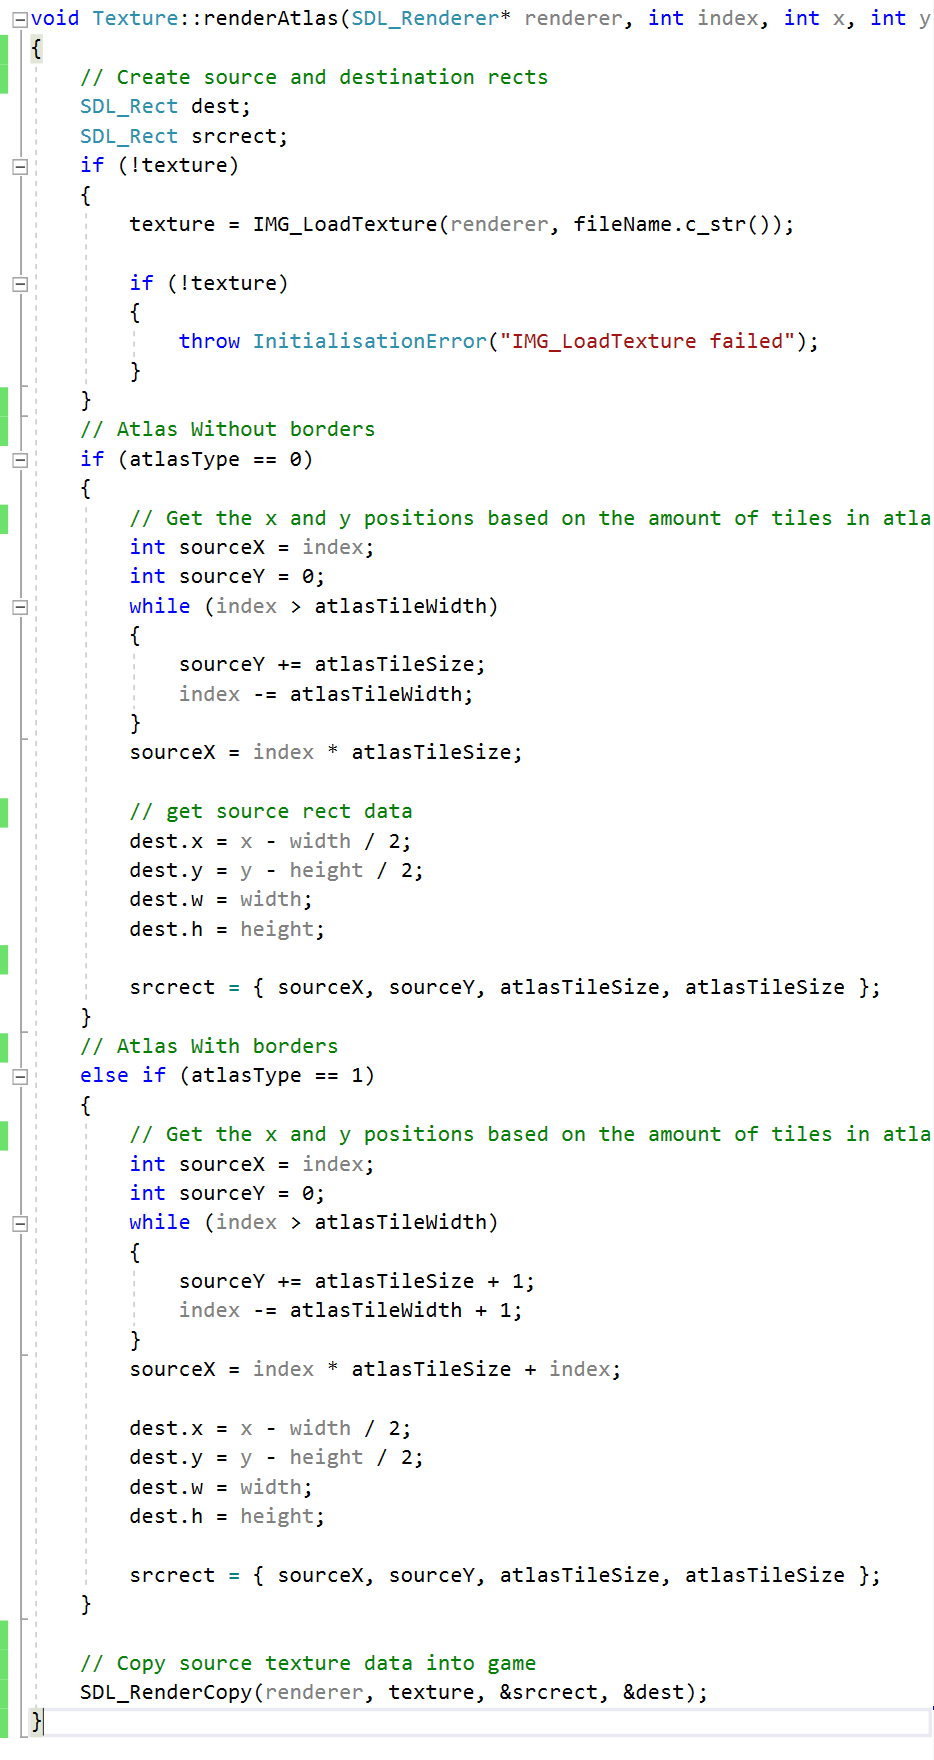 void Texture::renderAtlas(SDL_Renderer* renderer, int index, int x, int y
{
// Create source and destination rects
SDL_Rect dest;
SDL_Rect srcrect;
if (!texture)
{
texture = IMG_LoadTexture(renderer, fileName.c_str());
if (!texture)
{
throw InitialisationError("IMG_LoadTexture failed");
}
}
// Atlas Without borders
if (atlasType == 0)
{
// Get the x and y positions based on the amount of tiles in atla
int sourceX = index;
int sourceY = 0;
while (index > atlasTileWidth)
{
sourceY += atlasTileSize;
index -= atlasTileWidth;
}
sourceX = index * atlasTileSize;
// get source rect data
dest.x = x - width / 2;
dest.y = y - height / 2;
dest.w = width;
dest.h = height;
srcrect = { sourceX, sourceY, atlasTileSize, atlasTileSize };
}
// Atlas With borders
else if (atlasType == 1)
{
// Get the x and y positions based on the amount of tiles in atla
int sourceX = index;
int sourceY = 0;
while (index > atlasTileWidth)
{
sourceY += atlasTileSize + 1;
index -= atlasTileWidth + 1;
}
sourceX = index * atlasTileSize + index;
dest.x = x - width / 2;
dest.y = y - height / 2;
dest.w = width;
dest.h = height;
srcrect = { sourceX, sourceY, atlasTileSize, atlasTileSize };
}
// Copy source texture data into game
SDL_RenderCopy(renderer, texture, &srcrect, &dest);
}